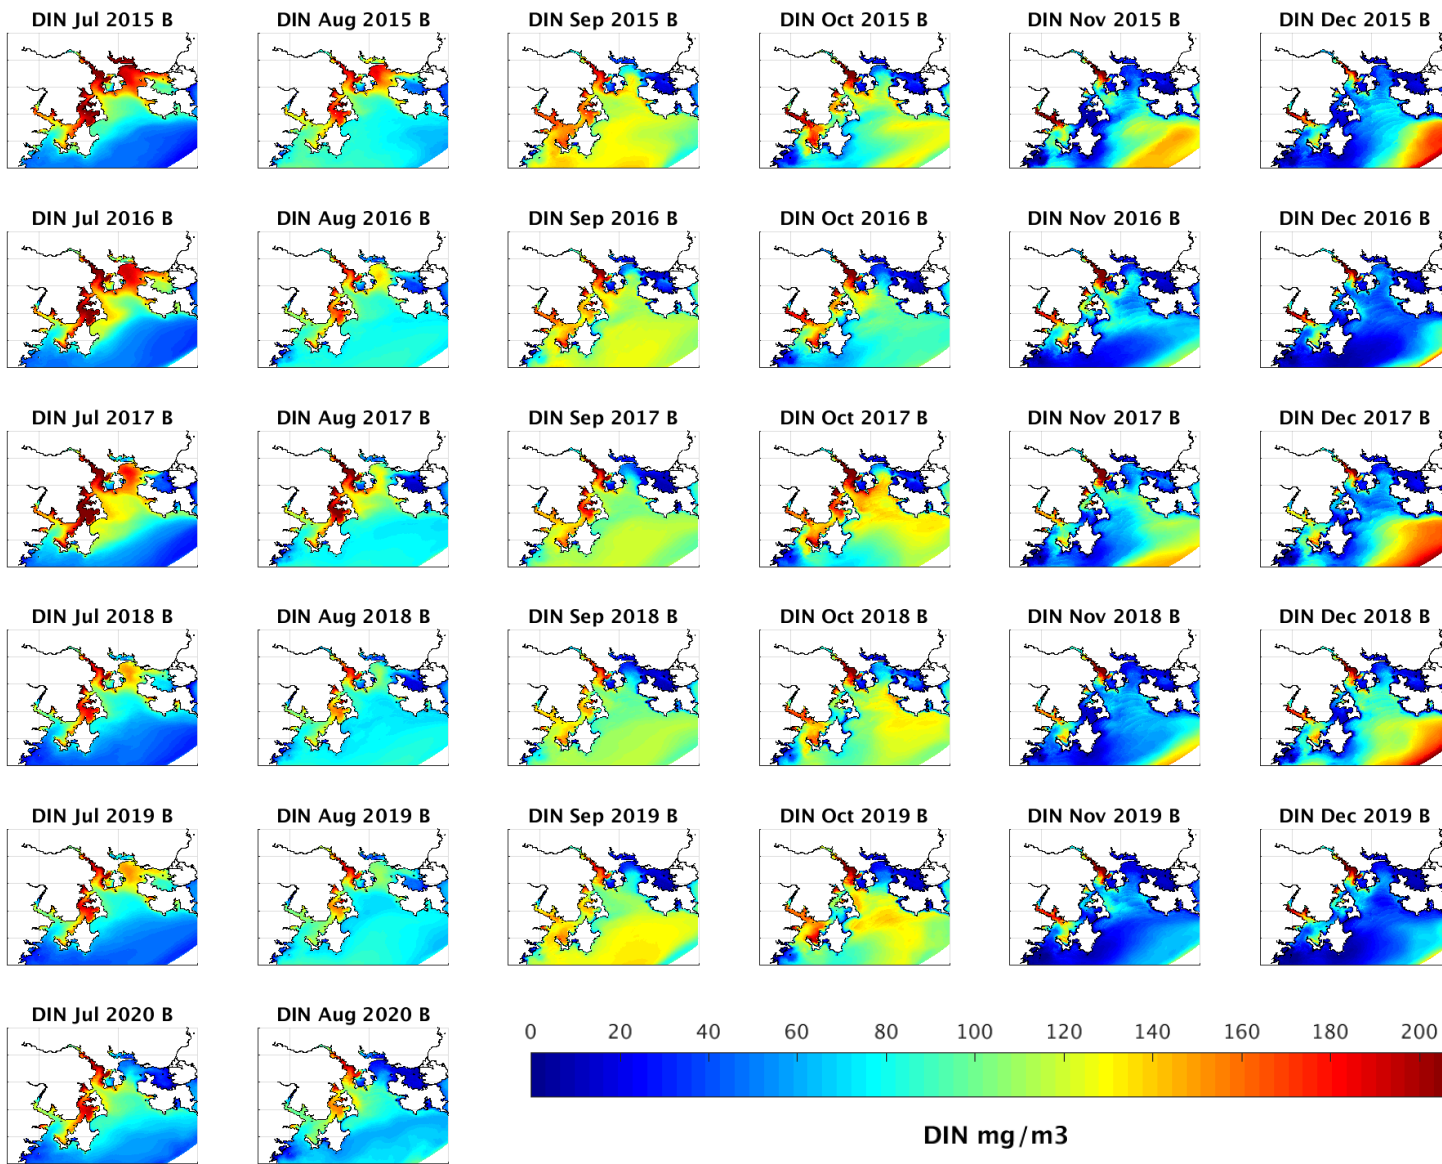 DIN Jul 2015 B DIN Aug 2015 B DIN Sep 2015 B DIN Oct 2015 B DIN Nov 2015 B DIN Dec 2015 B
DIN Jul 2016 B DIN Aug 2016 B DIN Sep 2016 B DIN Oct 2016 B DIN Nov 2016 B DIN Dec 2016 B
DIN Jul 2017 B DIN Aug 2017 B DIN Sep 2017 B DIN Oct 2017 B DIN Nov 2017 B DIN Dec 2017 B
DIN Jul 2018 B DIN Aug 2018 B DIN Sep 2018 B DIN Oct 2018 B DIN Nov 2018 B DIN Dec 2018 B
DIN Jul 2019 B DIN Aug 2019 B DIN Sep 2019 B DIN Oct 2019 B DIN Nov 2019 B DIN Dec 2019 B
DIN Jul 2020 B DIN Aug 2020 B
0 20 40 60 80 100 120 140 160 180 200
DIN mg/m3